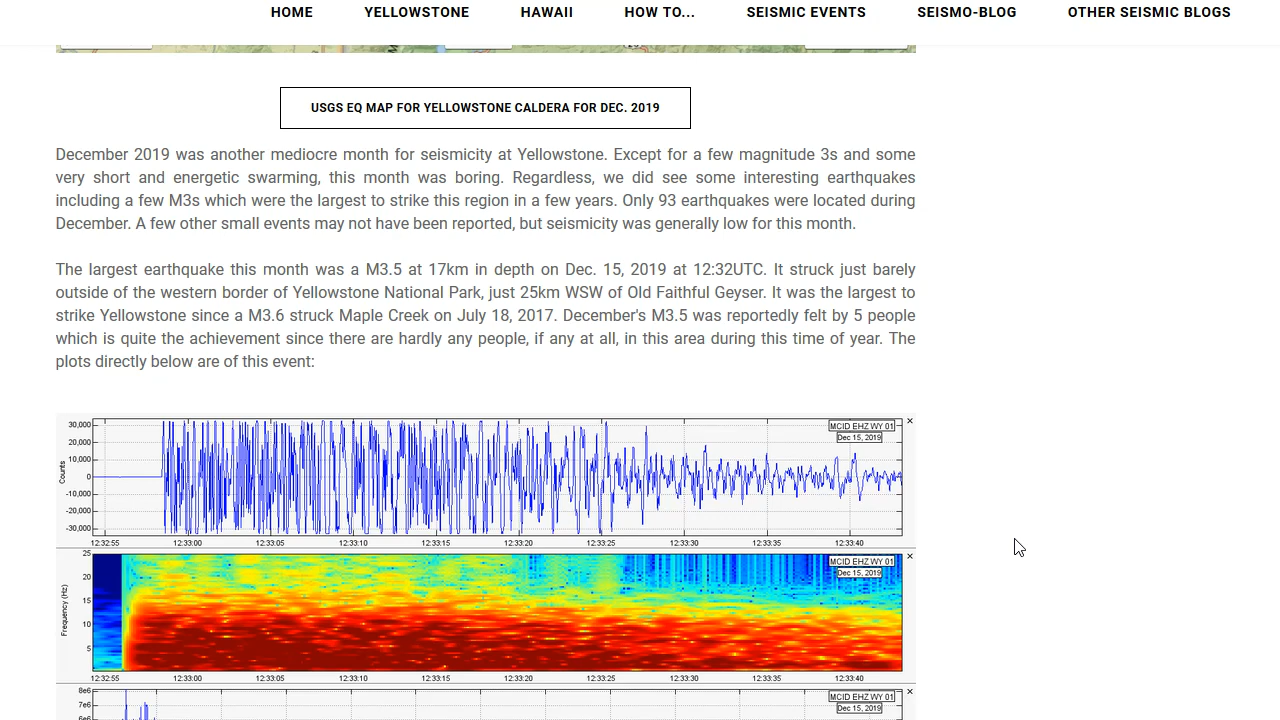 HOME YELLOWSTONE HAWAII HOW TO... SEISMIC EVENTS SEISMO-BLOG OTHER SEISMIC BLOGS
USGS EQ MAP FOR YELLOWSTONE CALDERA FOR DEC. 2019
December 2019 was another mediocre month for seismicity at Yellowstone. Except for a few magnitude 3s and some
very short and energetic swarming, this month was boring. Regardless, we did see some interesting earthquakes
including a few M3s which were the largest to strike this region in a few years. Only 93 earthquakes were located during
December. A few other small events may not have been reported, but seismicity was generally low for this month.
The largest earthquake this month was a M3.5 at 17km in depth on Dec. 15, 2019 at 12:32UTC. It struck just barely
outside of the western border of Yellowstone National Park, just 25km WSW of Old Faithful Geyser. It was the largest to
strike Yellowstone since a M3.6 struck Maple Creek on July 18, 2017. December's M3.5 was reportedly felt by 5 people
which is quite the achievement since there are hardly any people, if any at all, in this area during this time of year. The
plots directly below are of this event:
MCID EHZ WY 01
Dec 15, 2019
30,000
20,000
10,000
0
-10,000
-20,000
-30,000
Counts
12:32:55 12:33:00 12:33:05 12:33:10 12:33:15 12:33:20 12:33:25 12:33:30 12:33:35 12:33:40
MCID EHZ WY 01
Dec 15, 2019
25
20
15
10
5
Frequency (Hz)
12:32:55 12:33:00 12:33:05 12:33:10 12:33:15 12:33:20 12:33:25 12:33:30 12:33:35 12:33:40
MCID EHZ WY 01
Dec 15, 2019
8e6
7e6